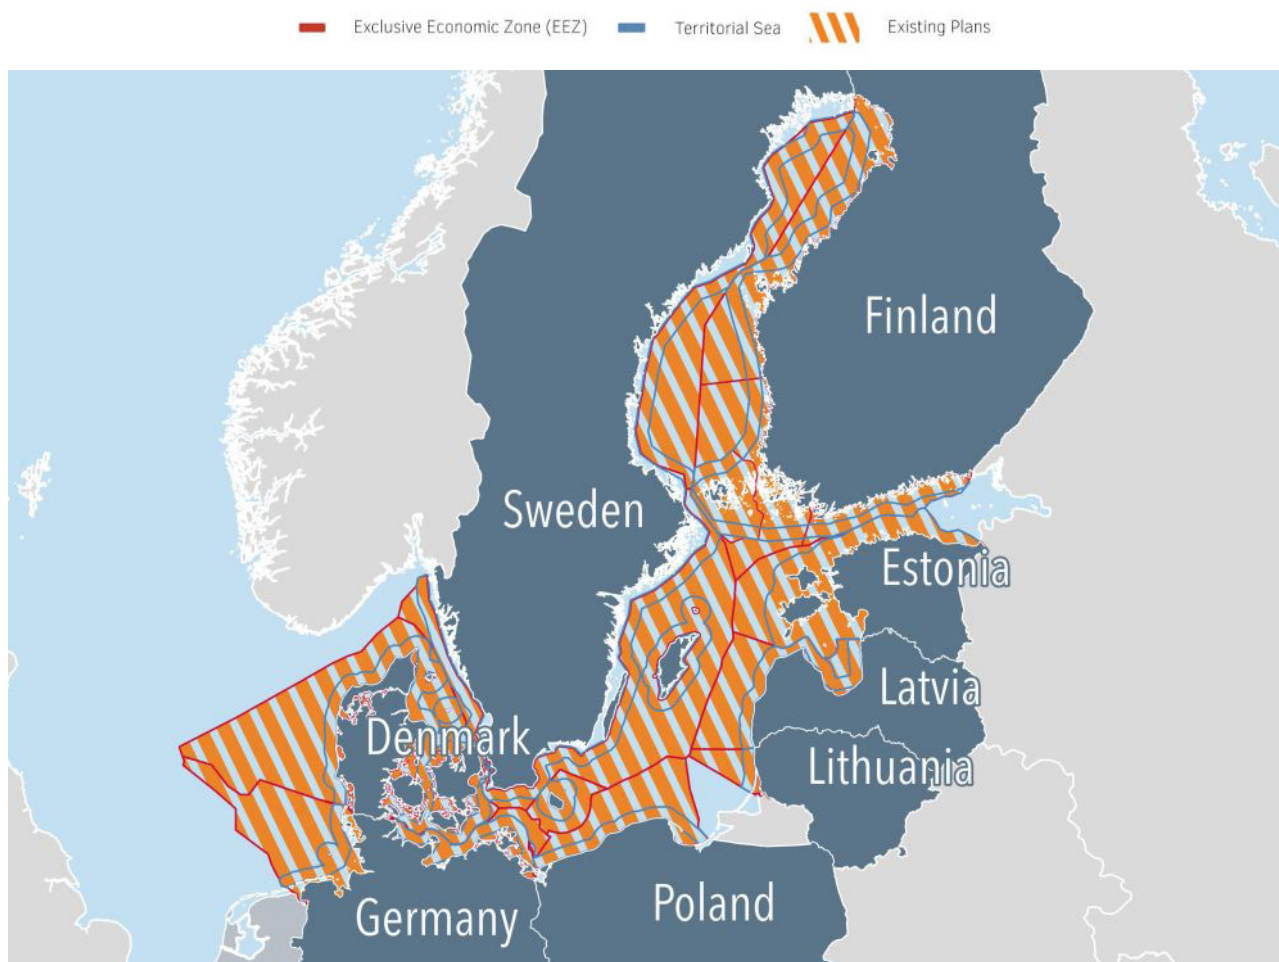 Exclusive Economic Zone (EEZ) Territorial Sea Existing Plans
Finland
Sweden
Estonia
Latvia
Denmark
Lithuania
Poland
Germany